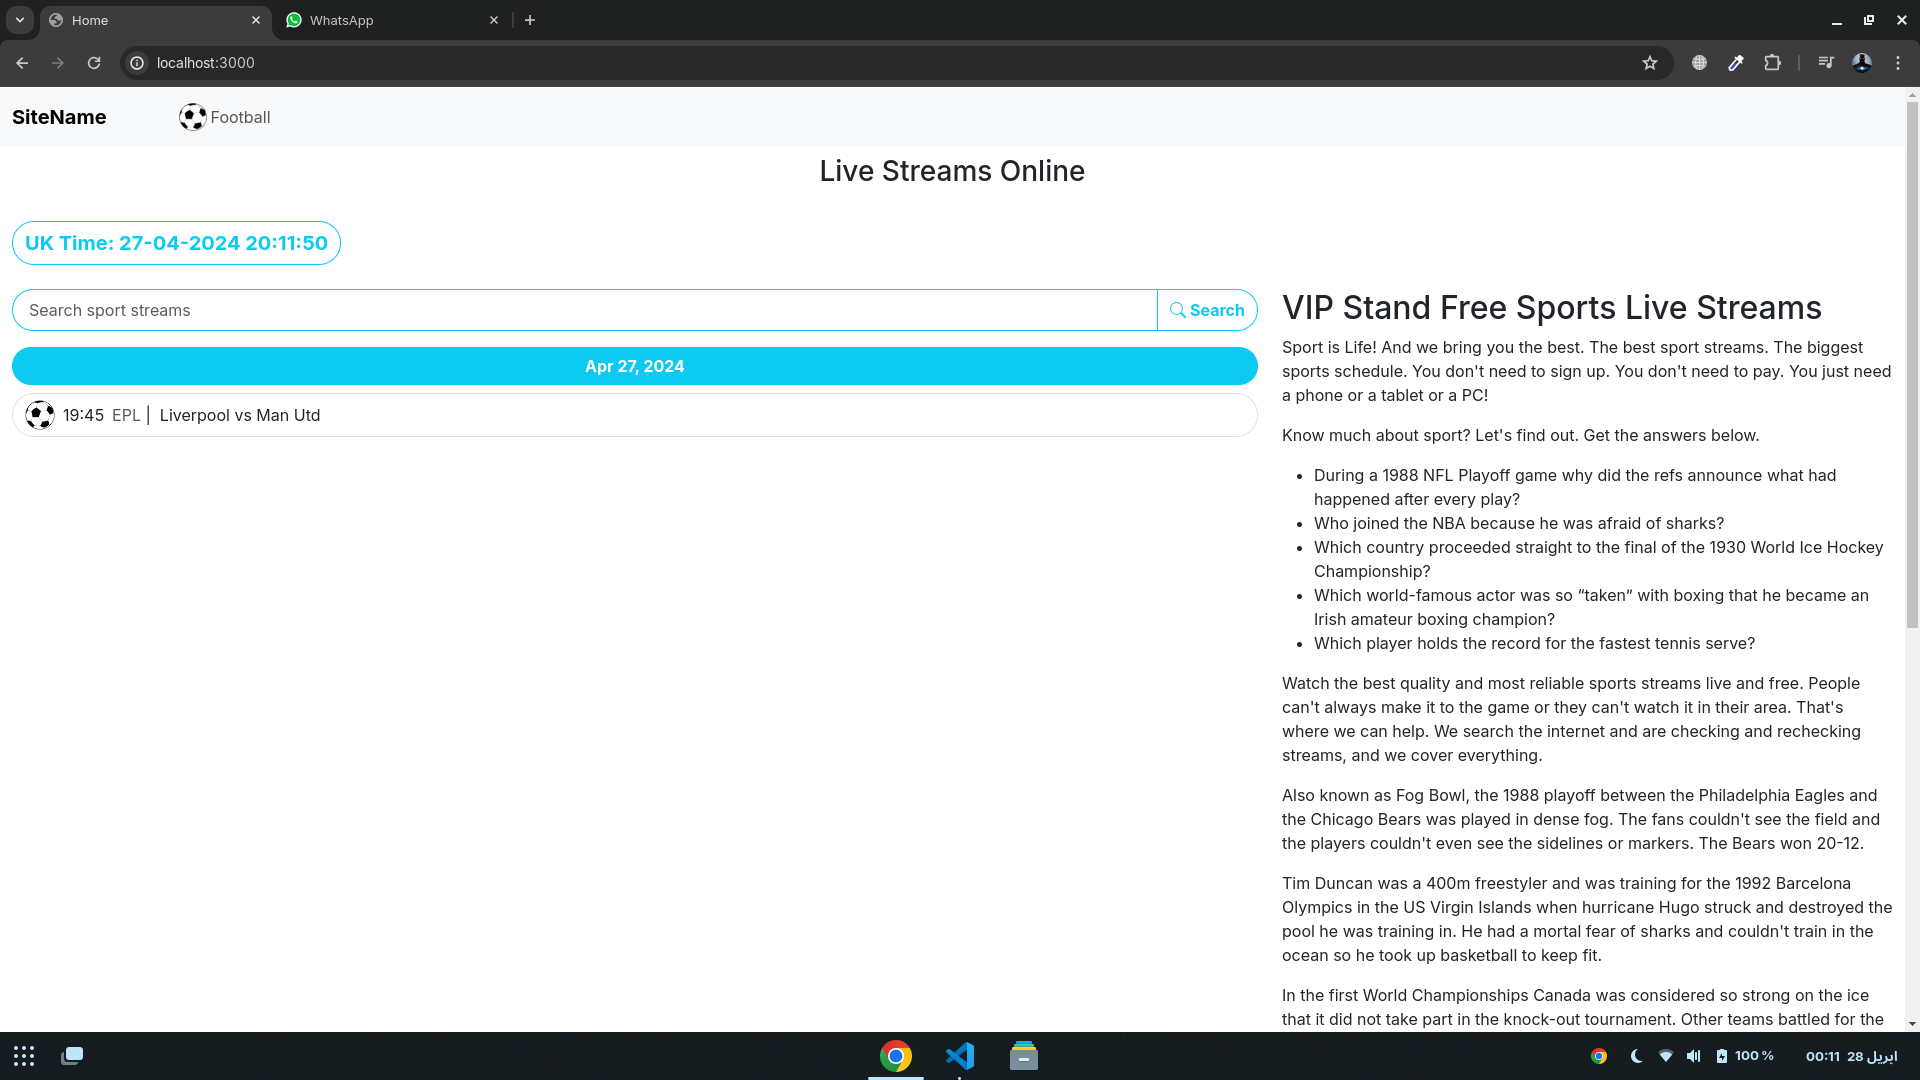 Home
WhatsApp
localhost:3000
SiteName
Football
Live Streams Online
UK Time: 27-04-2024 20:11:50
Search sport streams
Search
Apr 27, 2024
19:45 EPL | Liverpool vs Man Utd
VIP Stand Free Sports Live Streams
Sport is Life! And we bring you the best. The best sport streams. The biggest
sports schedule. You don't need to sign up. You don't need to pay. You just need
a phone or a tablet or a PC!
Know much about sport? Let's find out. Get the answers below.
• During a 1988 NFL Playoff game why did the refs announce what had
happened after every play?
• Who joined the NBA because he was afraid of sharks?
• Which country proceeded straight to the final of the 1930 World Ice Hockey
Championship?
• Which world-famous actor was so “taken” with boxing that he became an
Irish amateur boxing champion?
• Which player holds the record for the fastest tennis serve?
Watch the best quality and most reliable sports streams live and free. People
can't always make it to the game or they can't watch it in their area. That's
where we can help. We search the internet and are checking and rechecking
streams, and we cover everything.
Also known as Fog Bowl, the 1988 playoff between the Philadelphia Eagles and
the Chicago Bears was played in dense fog. The fans couldn't see the field and
the players couldn't even see the sidelines or markers. The Bears won 20-12.
Tim Duncan was a 400m freestyler and was training for the 1992 Barcelona
Olympics in the US Virgin Islands when hurricane Hugo struck and destroyed the
pool he was training in. He had a mortal fear of sharks and couldn't train in the
ocean so he took up basketball to keep fit.
In the first World Championships Canada was considered so strong on the ice
that it did not take part in the knock-out tournament. Other teams battled for the
100 %
00:11 28 ابريل